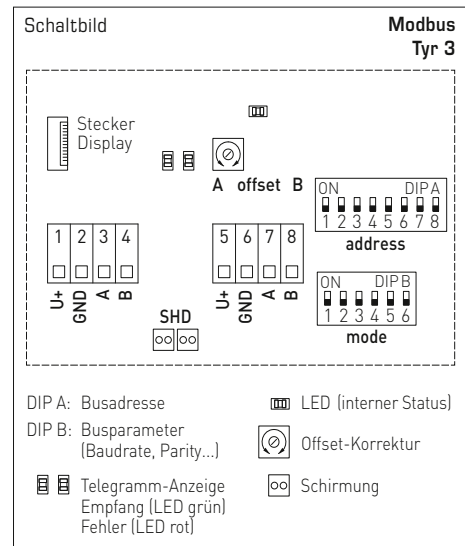 Schaltbild
Modbus
Tyr 3
Stecker
Display
A offset B
ON DIP A
1 2 3 4 5 6 7 8
address
1 2 3 4
U+ GND A B
5 6 7 8
U+ GND A B
SHD
ON DIP B
1 2 3 4 5 6
mode
DIP A: Busadresse
DIP B: Busparameter
(Baudrate, Parity...)
Telegramm-Anzeige
Empfang (LED grün)
Fehler (LED rot)
LED (interner Status)
Offset-Korrektur
Schirmung